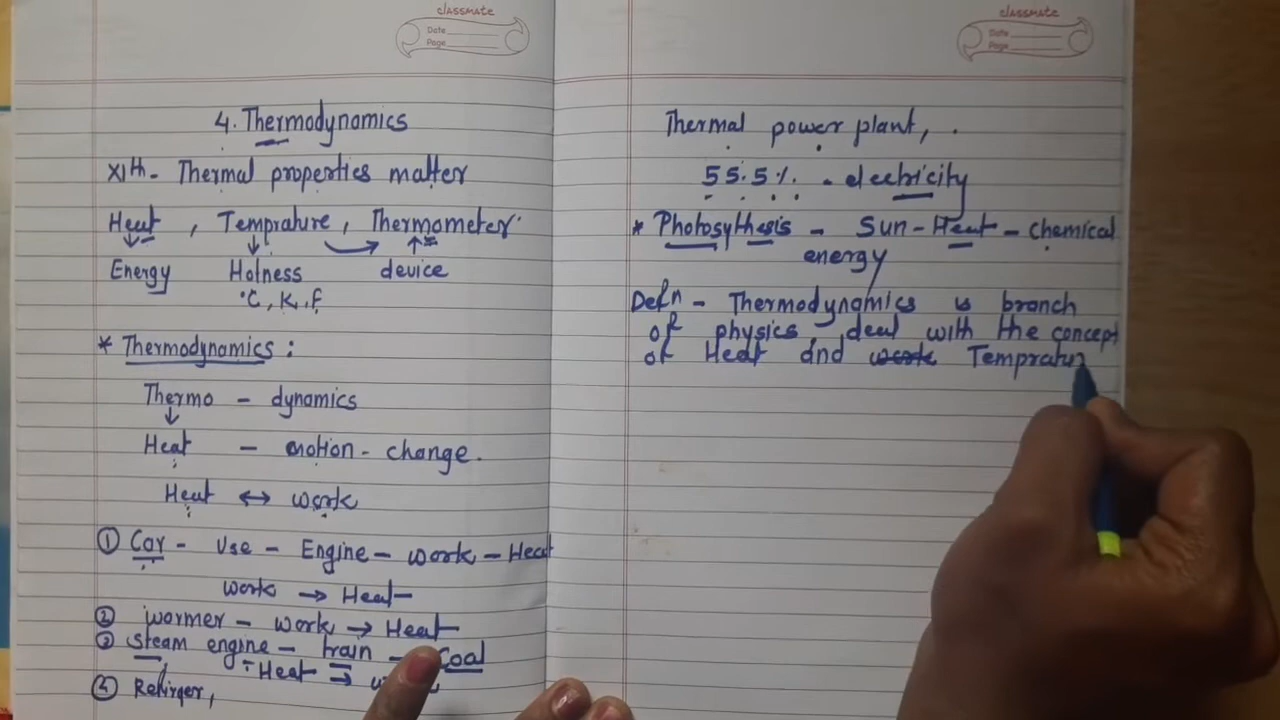 classmate
Date
Page
4. Thermodynamics
XIth - Thermal properties matter
Heat , Temprature , Thermometer
Energy Hotness device
°C, K, F
* Thermodynamics :
Thermo - dynamics
Heat - motion - change.
Heat ↔ work
① Car - Use - Engine - work - Heat
work → Heat
② wormer - work → Heat
③ Steam engine - train - Coal
- Heat →
④
classmate
Date
Page
Thermal power plant, .
55.5 % . electricity
* Photosythesis - Sun - Heat - chemical
energy
Defn - Thermodynamics is branch
of physics, deal with the concept
of Heat and work Tempratur